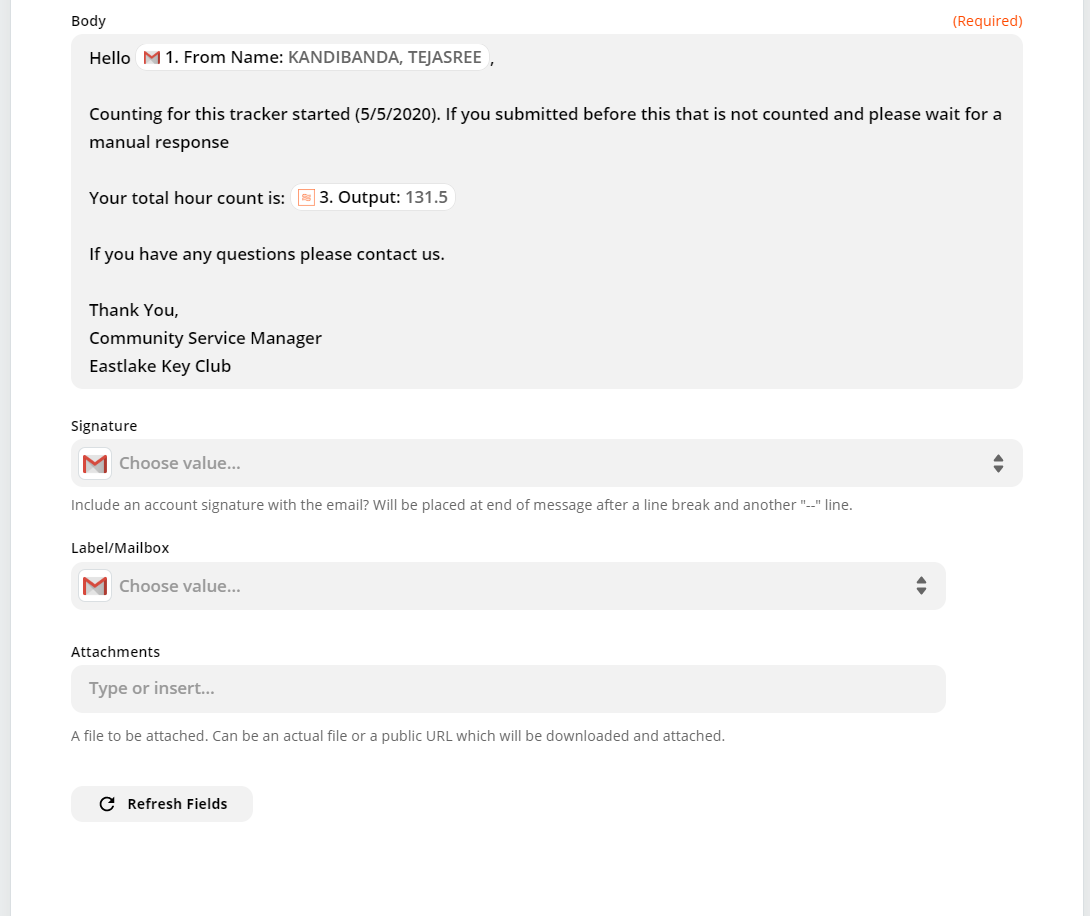 Body (Required)
Hello 1. From Name: KANDIBANDA, TEJASREE ,
Counting for this tracker started (5/5/2020). If you submitted before this that is not counted and please wait for a
manual response
Your total hour count is: 3. Output: 131.5
If you have any questions please contact us.
Thank You,
Community Service Manager
Eastlake Key Club
Signature
Choose value...
Include an account signature with the email? Will be placed at end of message after a line break and another "--" line.
Label/Mailbox
Choose value...
Attachments
Type or insert...
A file to be attached. Can be an actual file or a public URL which will be downloaded and attached.
Refresh Fields